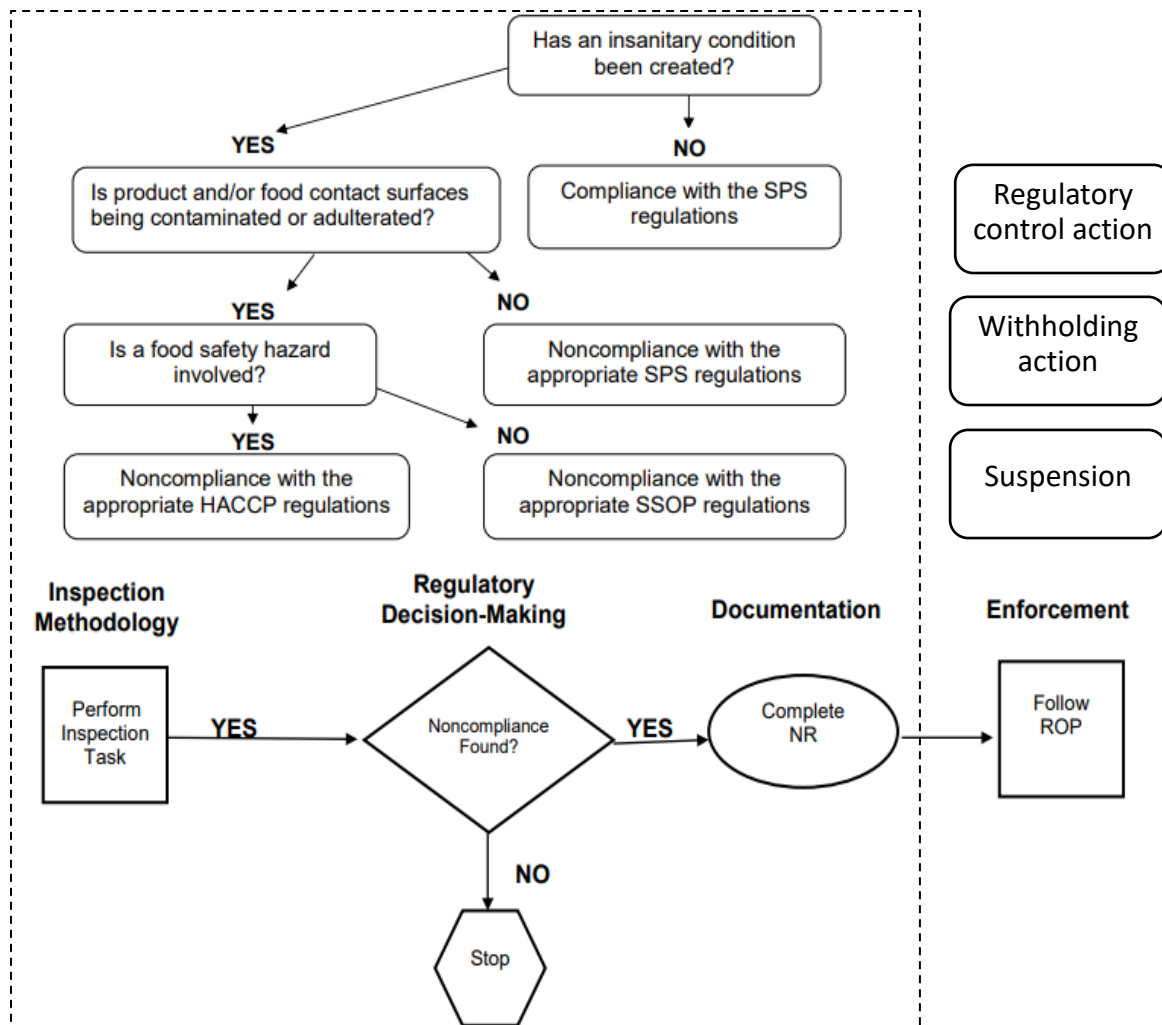 Has an insanitary condition
been created?
YES
NO
Is product and/or food contact surfaces
being contaminated or adulterated?
Compliance with the SPS
regulations
Regulatory
control action
YES
NO
Is a food safety hazard
involved?
Noncompliance with the
appropriate SPS regulations
Withholding
action
YES
NO
Noncompliance with the
appropriate HACCP regulations
Noncompliance with the
appropriate SSOP regulations
Suspension
Inspection
Methodology
Regulatory
Decision-Making
Documentation
Enforcement
Perform
Inspection
Task
YES
Noncompliance
Found?
YES
Complete
NR
Follow
ROP
NO
Stop